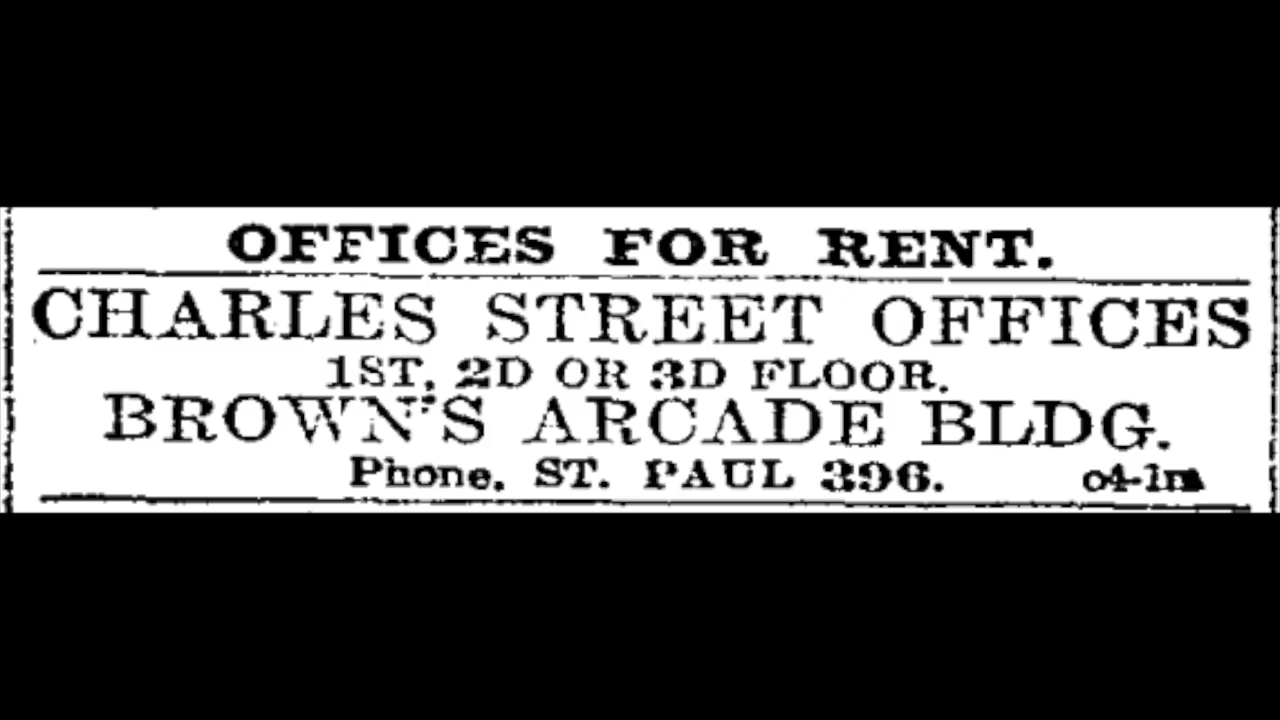 OFFICES FOR RENT.
CHARLES STREET OFFICES
1ST, 2D OR 3D FLOOR.
BROWN'S ARCADE BLDG.
Phone, ST. PAUL 396. o4-1m